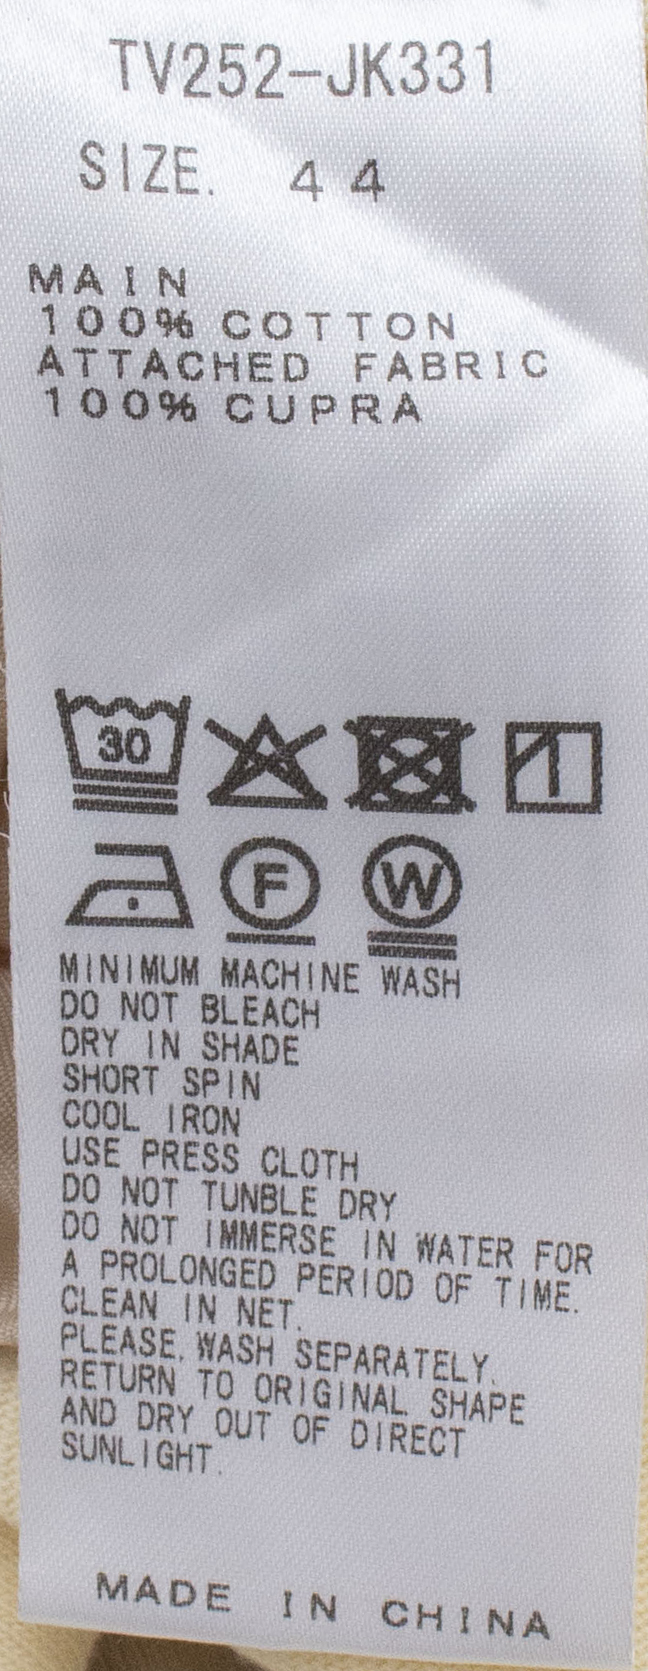 TV252-JK331
SIZE. 44
MAIN
100% COTTON
ATTACHED FABRIC
100% CUPRA
30
F W
MINIMUM MACHINE WASH
DO NOT BLEACH
DRY IN SHADE
SHORT SPIN
COOL IRON
USE PRESS CLOTH
DO NOT TUNBLE DRY
DO NOT IMMERSE IN WATER FOR
A PROLONGED PERIOD OF TIME.
CLEAN IN NET.
PLEASE. WASH SEPARATELY.
RETURN TO ORIGINAL SHAPE
AND DRY OUT OF DIRECT
SUNLIGHT.
MADE IN CHINA